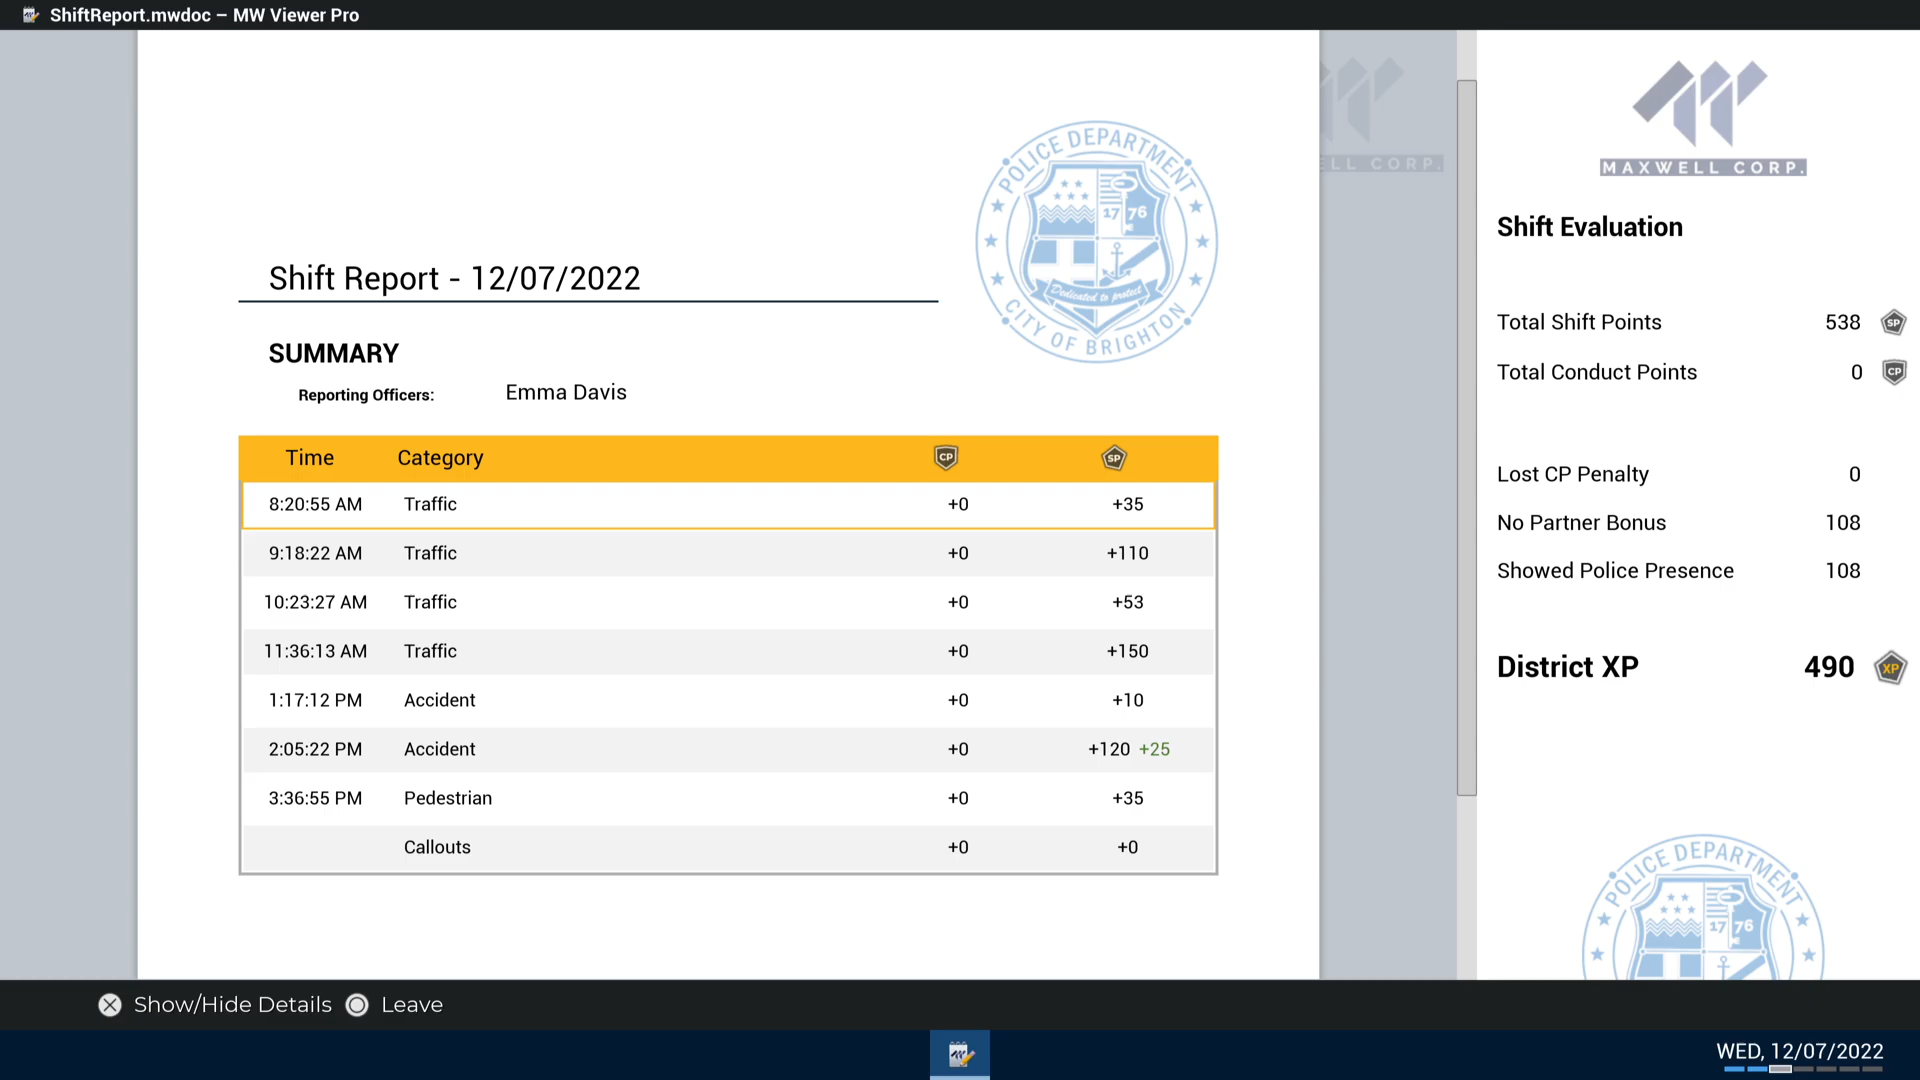 ShiftReport.mwdoc – MW Viewer Pro
POLICE DEPARTMENT
17 76
Dedicated to protect
CITY OF BRIGHTON
Shift Report - 12/07/2022
SUMMARY
Reporting Officers: Emma Davis
Time Category CP SP
8:20:55 AM Traffic +0 +35
9:18:22 AM Traffic +0 +110
10:23:27 AM Traffic +0 +53
11:36:13 AM Traffic +0 +150
1:17:12 PM Accident +0 +10
2:05:22 PM Accident +0 +120 +25
3:36:55 PM Pedestrian +0 +35
Callouts +0 +0
LL CORP.
MAXWELL CORP.
Shift Evaluation
Total Shift Points 538 SP
Total Conduct Points 0 CP
Lost CP Penalty 0
No Partner Bonus 108
Showed Police Presence 108
District XP 490 XP
POLICE DEPARTMENT
17 76
Show/Hide Details Leave
WED, 12/07/2022